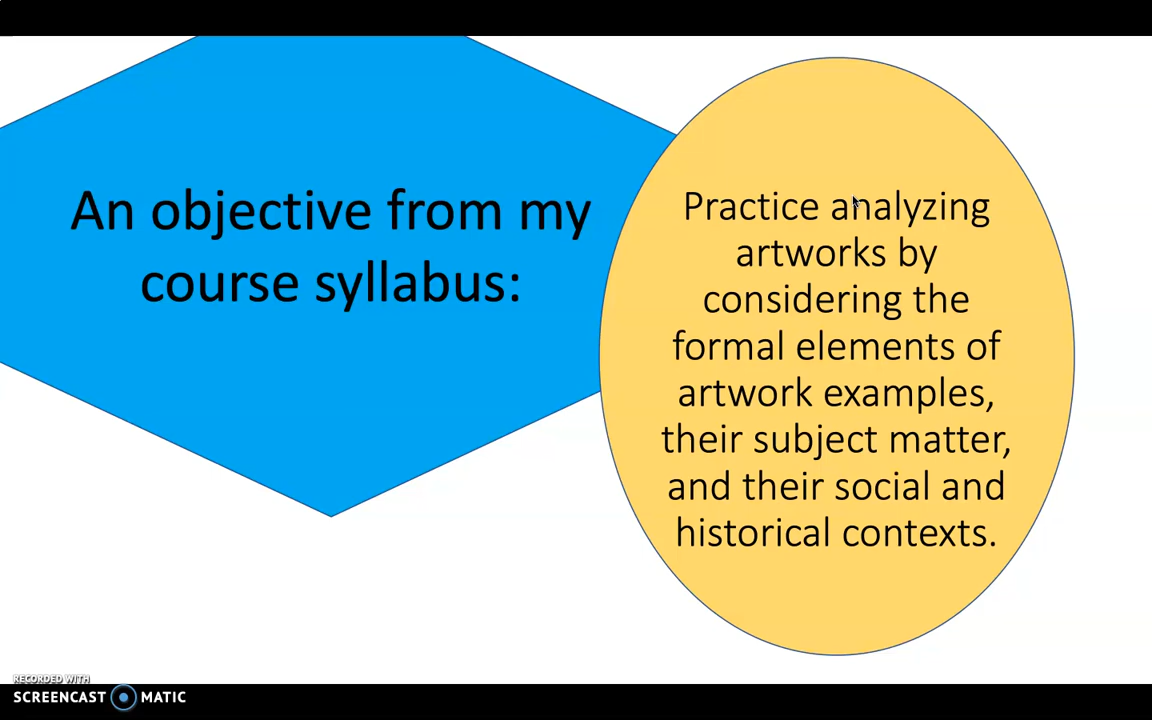 An objective from my
course syllabus:
Practice analyzing
artworks by
considering the
formal elements of
artwork examples,
their subject matter,
and their social and
historical contexts.
RECORDED WITH
SCREENCAST MATIC